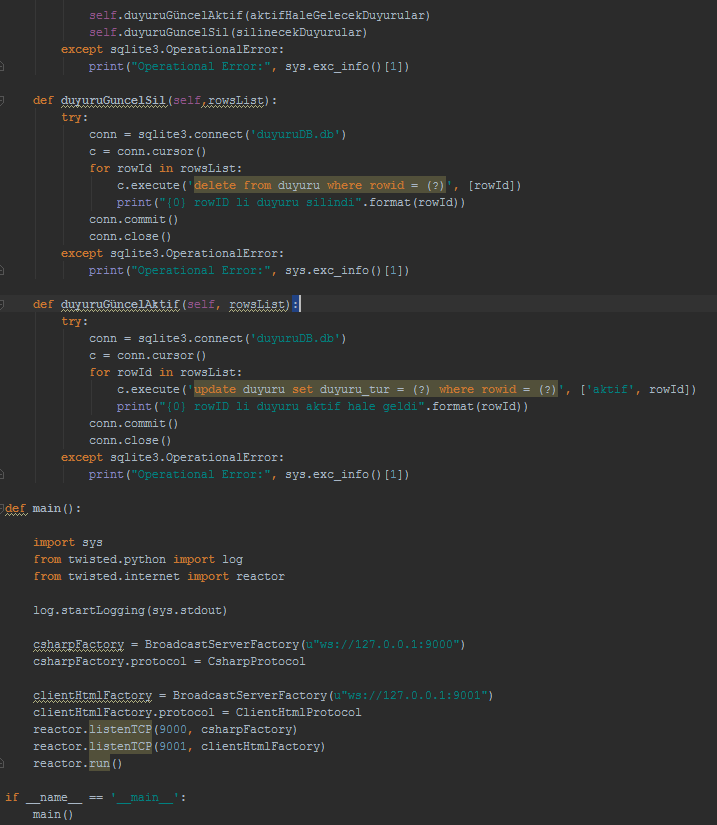 self.duyuruGüncelAktif(aktifHaleGelecekDuyurular)
self.duyuruGuncelSil(silinecekDuyurular)
except sqlite3.OperationalError:
print("Operational Error:", sys.exc_info()[1])
def duyuruGuncelSil(self,rowsList):
try:
conn = sqlite3.connect('duyuruDB.db')
c = conn.cursor()
for rowId in rowsList:
c.execute('delete from duyuru where rowid = (?)', [rowId])
print("{0} rowID li duyuru silindi".format(rowId))
conn.commit()
conn.close()
except sqlite3.OperationalError:
print("Operational Error:", sys.exc_info()[1])
def duyuruGüncelAktif(self, rowsList):
try:
conn = sqlite3.connect('duyuruDB.db')
c = conn.cursor()
for rowId in rowsList:
c.execute('update duyuru set duyuru_tur = (?) where rowid = (?)', ['aktif', rowId])
print("{0} rowID li duyuru aktif hale geldi".format(rowId))
conn.commit()
conn.close()
except sqlite3.OperationalError:
print("Operational Error:", sys.exc_info()[1])
def main():
import sys
from twisted.python import log
from twisted.internet import reactor
log.startLogging(sys.stdout)
csharpFactory = BroadcastServerFactory(u"ws://127.0.0.1:9000")
csharpFactory.protocol = CsharpProtocol
clientHtmlFactory = BroadcastServerFactory(u"ws://127.0.0.1:9001")
clientHtmlFactory.protocol = ClientHtmlProtocol
reactor.listenTCP(9000, csharpFactory)
reactor.listenTCP(9001, clientHtmlFactory)
reactor.run()
if __name__ == '__main__':
main()